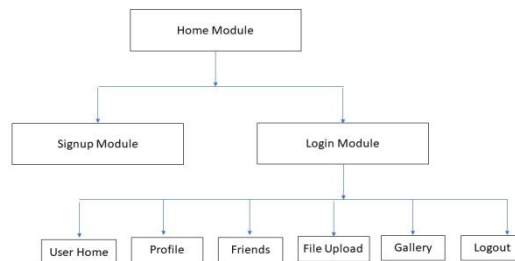 Home Module
Signup Module
Login Module
User Home
Profile
Friends
File Upload
Gallery
Logout